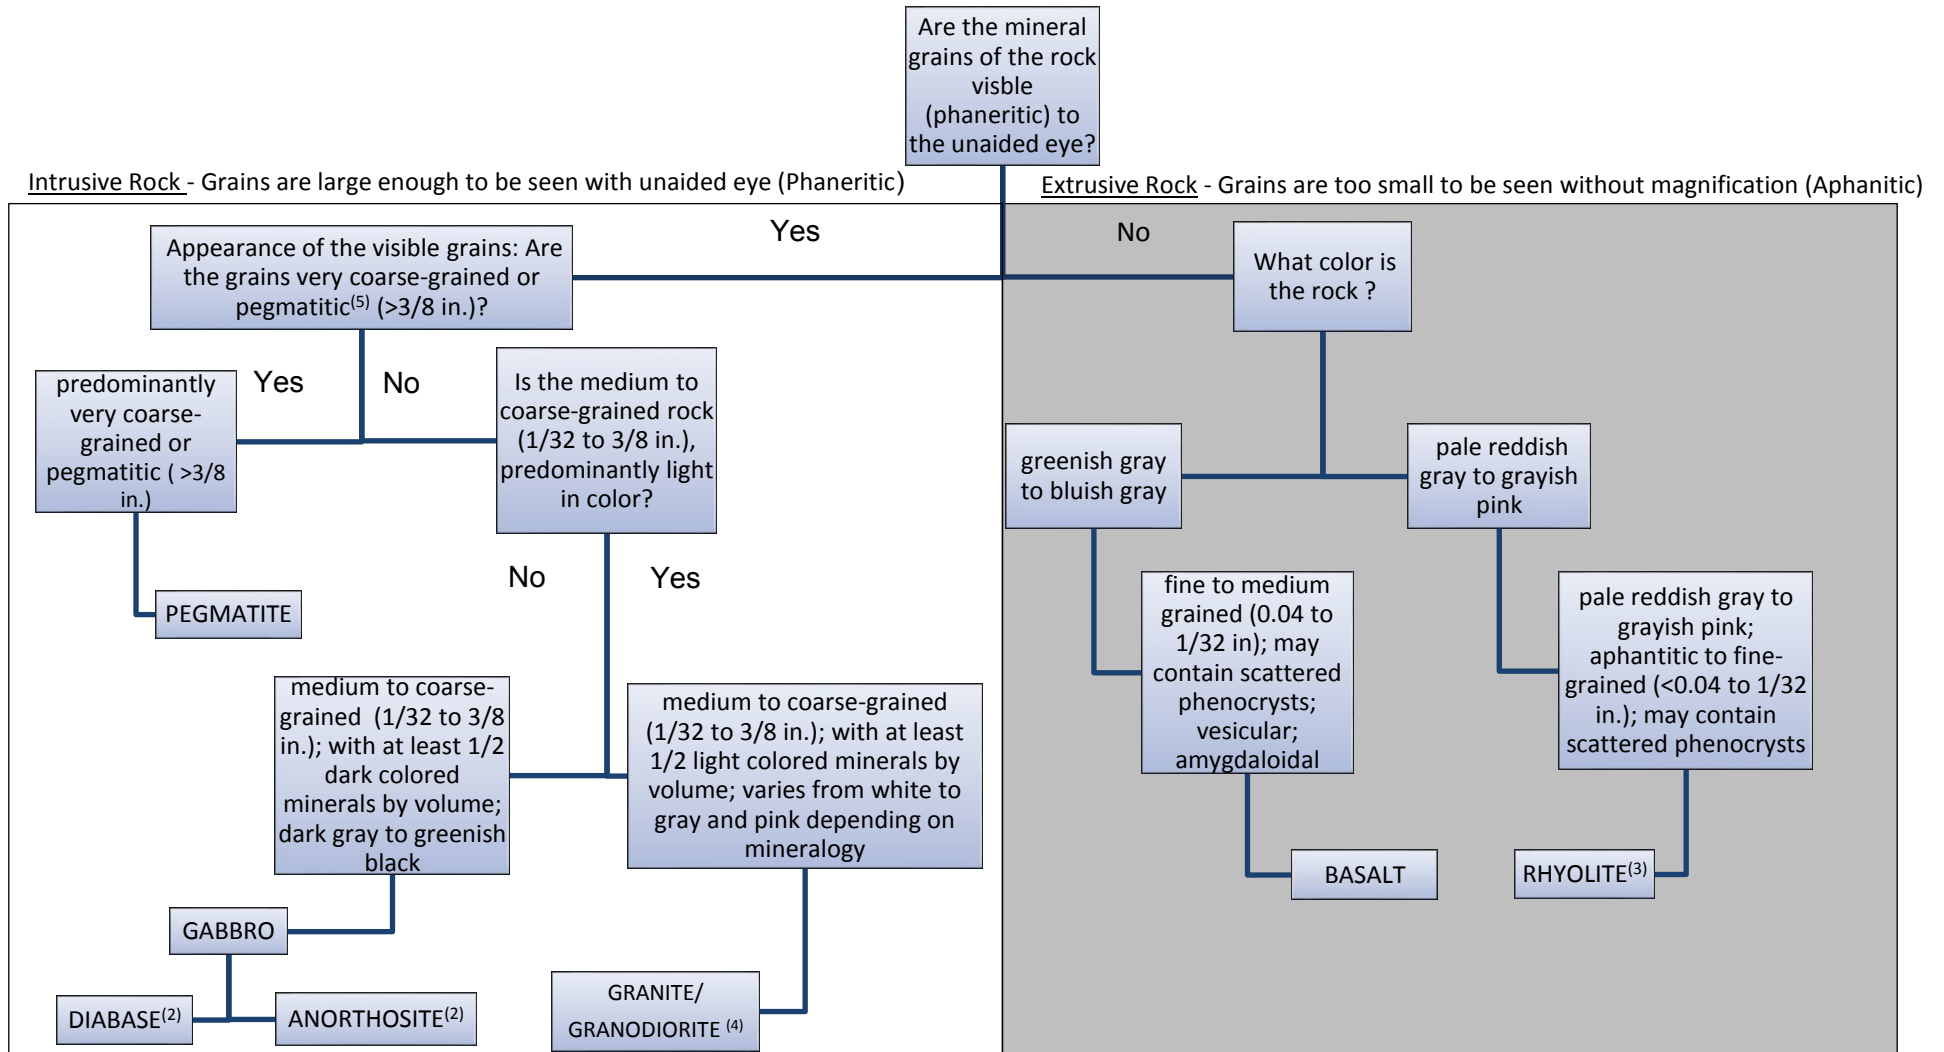 Are the mineral
grains of the rock
visble
(phaneritic) to
the unaided eye?
Intrusive Rock - Grains are large enough to be seen with unaided eye (Phaneritic)
Extrusive Rock - Grains are too small to be seen without magnification (Aphanitic)
Yes
No
Appearance of the visible grains: Are
the grains very coarse-grained or
pegmatitic(5) (>3/8 in.)?
What color is
the rock ?
predominantly
very coarse-
grained or
pegmatitic ( >3/8
in.)
Yes
No
Is the medium to
coarse-grained rock
(1/32 to 3/8 in.),
predominantly light
in color?
greenish gray
to bluish gray
pale reddish
gray to grayish
pink
No
Yes
PEGMATITE
fine to medium
grained (0.04 to
1/32 in); may
contain scattered
phenocrysts;
vesicular;
amygdaloidal
pale reddish gray to
grayish pink;
aphantitic to fine-
grained (<0.04 to 1/32
in.); may contain
scattered phenocrysts
medium to coarse-
grained (1/32 to 3/8
in.); with at least 1/2
dark colored
minerals by volume;
dark gray to greenish
black
medium to coarse-grained
(1/32 to 3/8 in.); with at least
1/2 light colored minerals by
volume; varies from white to
gray and pink depending on
mineralogy
BASALT
RHYOLITE(3)
GABBRO
DIABASE(2)
ANORTHOSITE(2)
GRANITE/
GRANODIORITE (4)